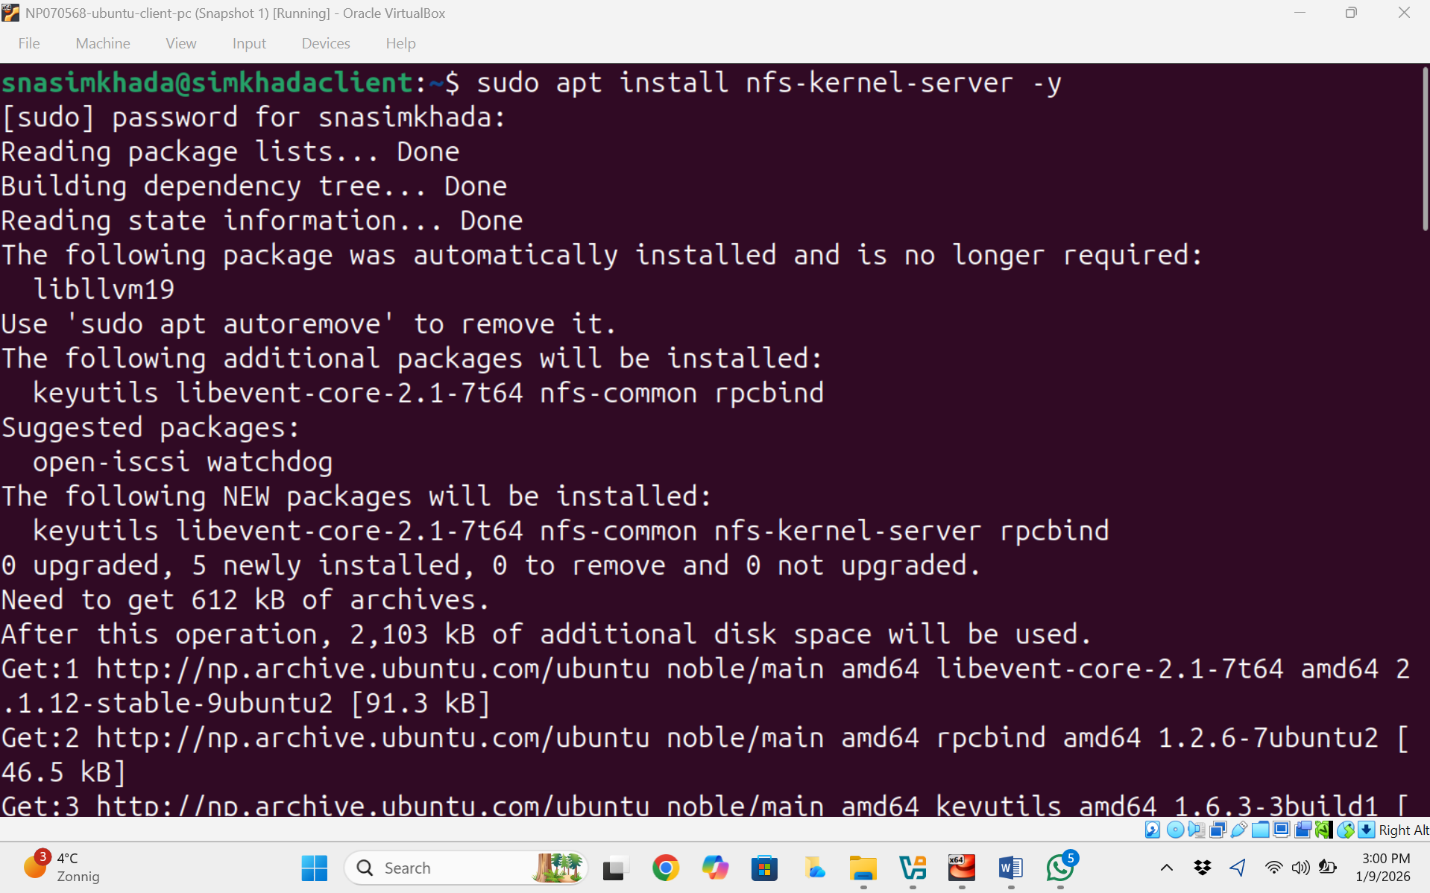 NP070568-ubuntu-client-pc (Snapshot 1) [Running] - Oracle VirtualBox
File Machine View Input Devices Help
snasimkhada@simkhadaclient:~$ sudo apt install nfs-kernel-server -y
[sudo] password for snasimkhada:
Reading package lists... Done
Building dependency tree... Done
Reading state information... Done
The following package was automatically installed and is no longer required:
  libllvm19
Use 'sudo apt autoremove' to remove it.
The following additional packages will be installed:
  keyutils libevent-core-2.1-7t64 nfs-common rpcbind
Suggested packages:
  open-iscsi watchdog
The following NEW packages will be installed:
  keyutils libevent-core-2.1-7t64 nfs-common nfs-kernel-server rpcbind
0 upgraded, 5 newly installed, 0 to remove and 0 not upgraded.
Need to get 612 kB of archives.
After this operation, 2,103 kB of additional disk space will be used.
Get:1 http://np.archive.ubuntu.com/ubuntu noble/main amd64 libevent-core-2.1-7t64 amd64 2
.1.12-stable-9ubuntu2 [91.3 kB]
Get:2 http://np.archive.ubuntu.com/ubuntu noble/main amd64 rpcbind amd64 1.2.6-7ubuntu2 [
46.5 kB]
Get:3 http://np.archive.ubuntu.com/ubuntu noble/main amd64 keyutils amd64 1.6.3-3build1 [
Right Alt
3
4°C
Zonnig
Search
x64
W
5
3:00 PM
1/9/2026